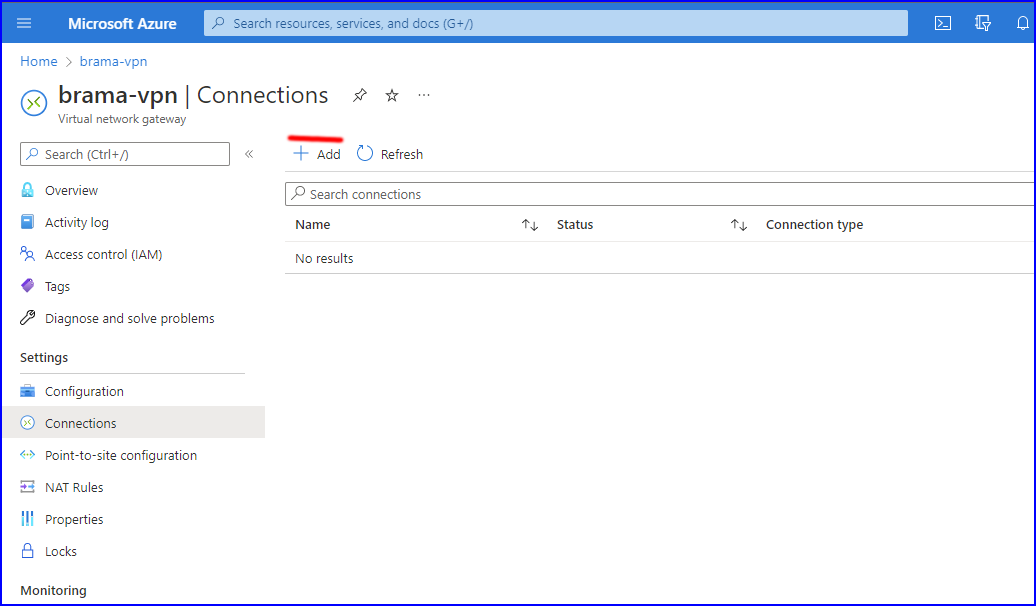 Microsoft Azure
Search resources, services, and docs (G+/)
Home > brama-vpn
brama-vpn | Connections
Virtual network gateway
Search (Ctrl+/)
Overview
Activity log
Access control (IAM)
Tags
Diagnose and solve problems
Settings
Configuration
Connections
Point-to-site configuration
NAT Rules
Properties
Locks
Monitoring
Add Refresh
Search connections
Name Status Connection type
No results